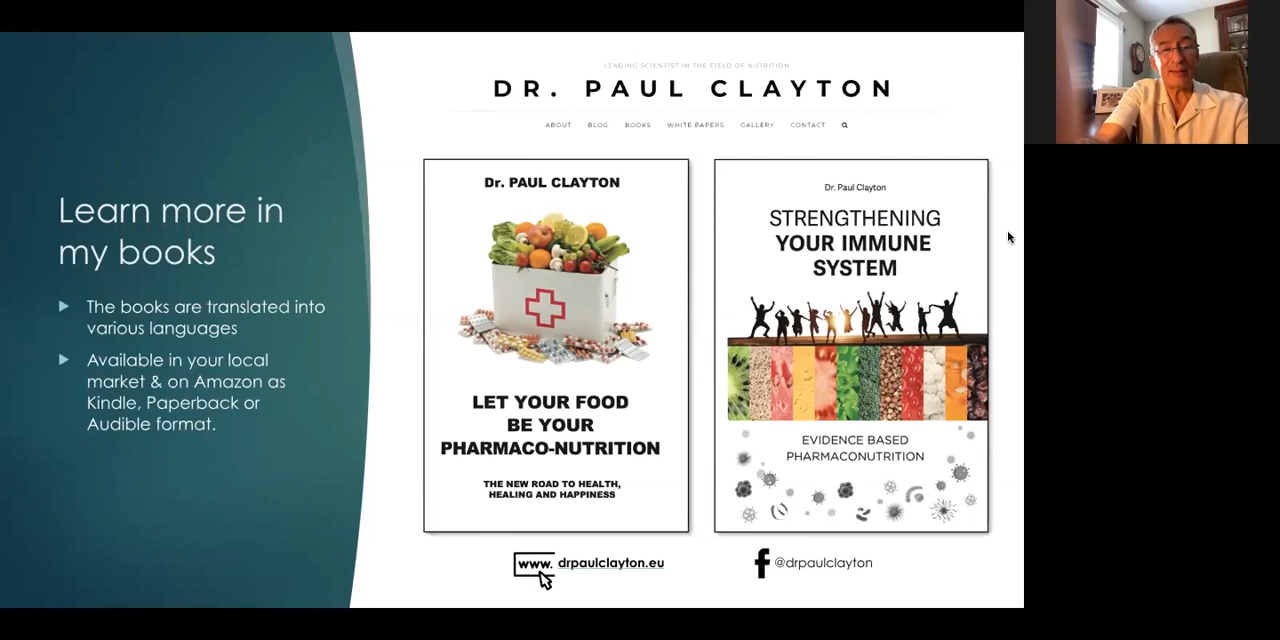 LEADING SCIENTIST IN THE FIELD OF NUTRITION
DR. PAUL CLAYTON
ABOUT BLOG BOOKS WHITE PAPERS GALLERY CONTACT
Learn more in
my books
The books are translated into
various languages
Available in your local
market & on Amazon as
Kindle, Paperback or
Audible format.
Dr. PAUL CLAYTON
LET YOUR FOOD
BE YOUR
PHARMACO-NUTRITION
THE NEW ROAD TO HEALTH,
HEALING AND HAPPINESS
Dr. Paul Clayton
STRENGTHENING
YOUR IMMUNE
SYSTEM
EVIDENCE BASED
PHARMACONUTRITION
www. drpaulclayton.eu
f @drpaulclayton